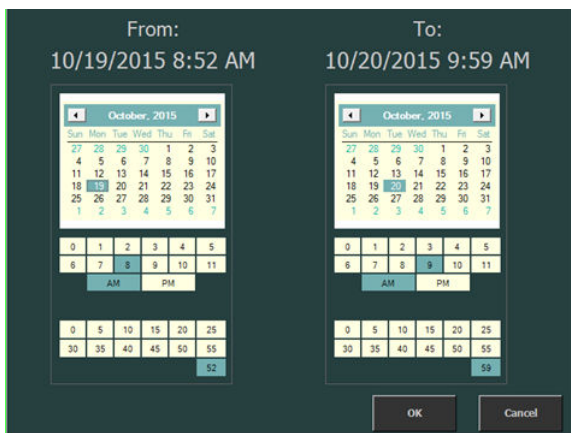 From:
10/19/2015 8:52 AM
October, 2015
Sun Mon Tue Wed Thu Fri Sat
27 28 29 30 1 2 3
4 5 6 7 8 9 10
11 12 13 14 15 16 17
18 19 20 21 22 23 24
25 26 27 28 29 30 31
1 2 3 4 5 6 7
0 1 2 3 4 5
6 7 8 9 10 11
AM PM
0 5 10 15 20 25
30 35 40 45 50 55
52
To:
10/20/2015 9:59 AM
October, 2015
Sun Mon Tue Wed Thu Fri Sat
27 28 29 30 1 2 3
4 5 6 7 8 9 10
11 12 13 14 15 16 17
18 19 20 21 22 23 24
25 26 27 28 29 30 31
1 2 3 4 5 6 7
0 1 2 3 4 5
6 7 8 9 10 11
AM PM
0 5 10 15 20 25
30 35 40 45 50 55
59
OK Cancel